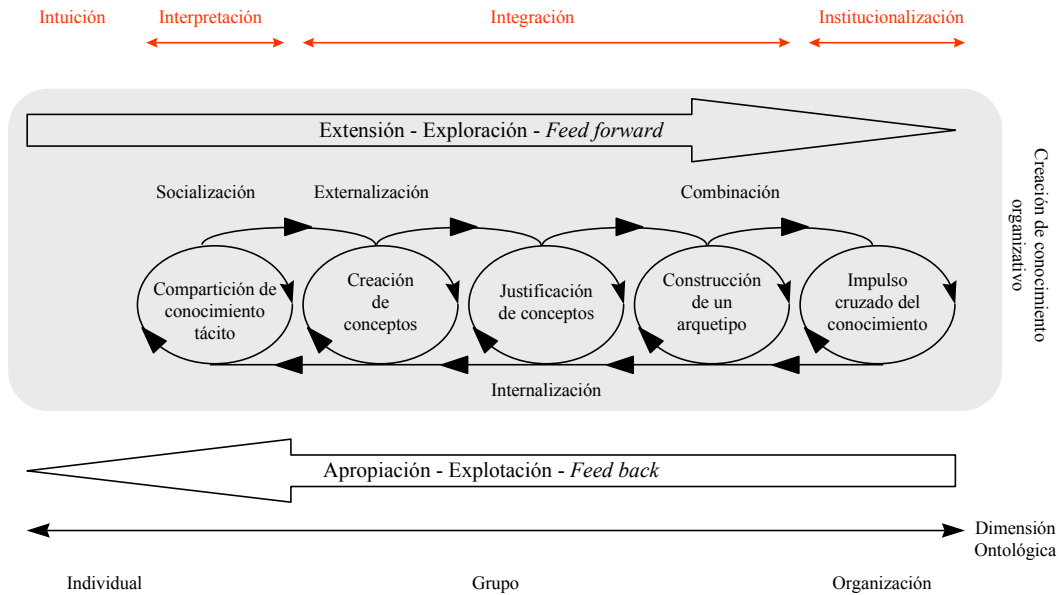 Intuición
Interpretación
Integración
Institucionalización
Extensión - Exploración - Feed forward
Socialización
Externalización
Combinación
Compartición de
conocimiento
tácito
Creación
de
conceptos
Justificación
de conceptos
Construcción
de un
arquetipo
Impulso
cruzado del
conocimiento
Internalización
Creación de conocimiento
organizativo
Apropiación - Explotación - Feed back
Dimensión
Ontológica
Individual
Grupo
Organización